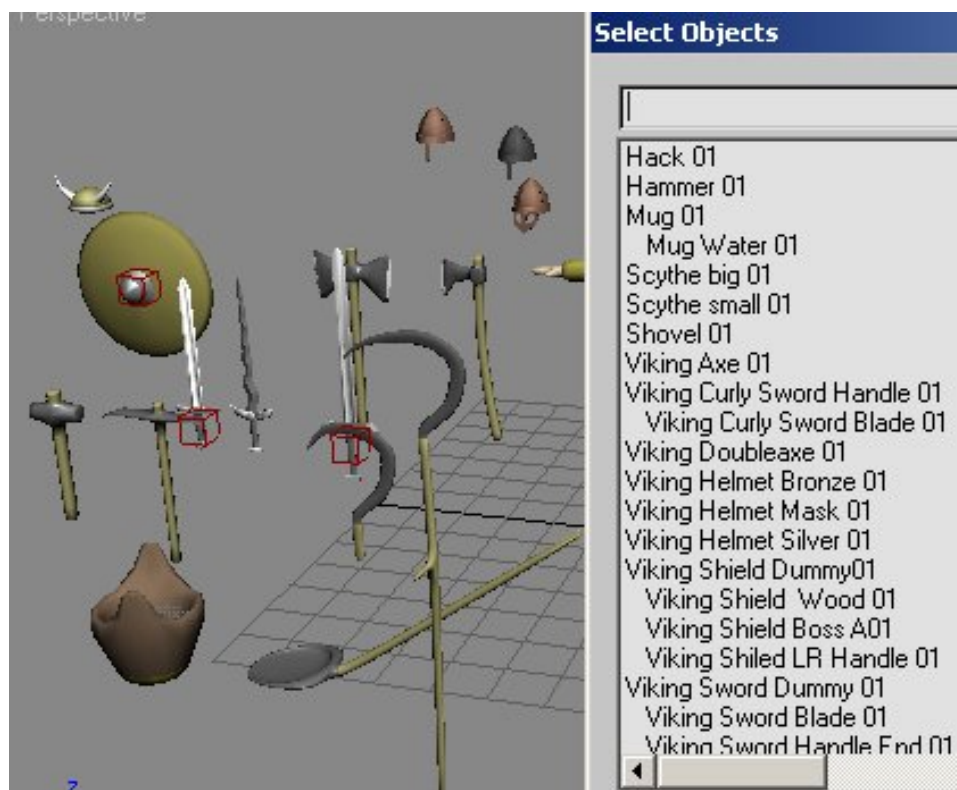 Perspective
Select Objects
Hack 01
Hammer 01
Mug 01
Mug Water 01
Scythe big 01
Scythe small 01
Shovel 01
Viking Axe 01
Viking Curly Sword Handle 01
Viking Curly Sword Blade 01
Viking Doubleaxe 01
Viking Helmet Bronze 01
Viking Helmet Mask 01
Viking Helmet Silver 01
Viking Shield Dummy01
Viking Shield  Wood 01
Viking Shield Boss A01
Viking Shiled LR Handle 01
Viking Sword Dummy 01
Viking Sword Blade 01
Viking Sword Handle End 01
z